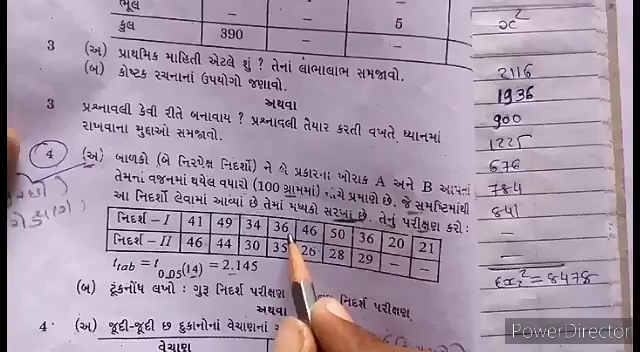 ભૂલ – – –
કુલ 390 – 5
3 (અ) પ્રાથમિક માહિતી એટલે શું ? તેનાં લાભાલાભ સમજાવો.
(બ) કોષ્ટક રચનાનાં ઉપયોગો જણાવો.
અથવા
3 પ્રશ્નાવલી કેવી રીતે બનાવાય ? પ્રશ્નાવલી તૈયાર કરતી વખતે ધ્યાનમાં
રાખવાના મુદ્દાઓ સમજાવો.
4 (અ) બાળકો (બે નિરપેક્ષ નિદર્શો) ને બે પ્રકારના ખોરાક A અને B આપતાં
તેમનાં વજનમાં થયેલ વધારો (100 ગ્રામમાં) નીચે પ્રમાણે છે. જે સમષ્ટિમાંથી
આ નિદર્શો લેવામાં આવ્યાં છે તેમાં મધ્યકો સરખા છે. તેનું પરીક્ષણ કરો :
નિદર્શ - I 41 49 34 36 46 50 36 20 21
નિદર્શ - II 46 44 30 35 26 28 29 – –
t tab = t 0.05(14) = 2.145
(બ) ટૂંકનોંધ લખો : ગુરુ નિદર્શ પરીક્ષણ નિદર્શ પરીક્ષણ.
અથવા
4 (અ) જૂદી-જૂદી છ દુકાનોનાં વેચાણનાં
વેચાણ
x²
2116
1936
900
1225
676
784
841
Σx₂² = 8478
PowerDirector